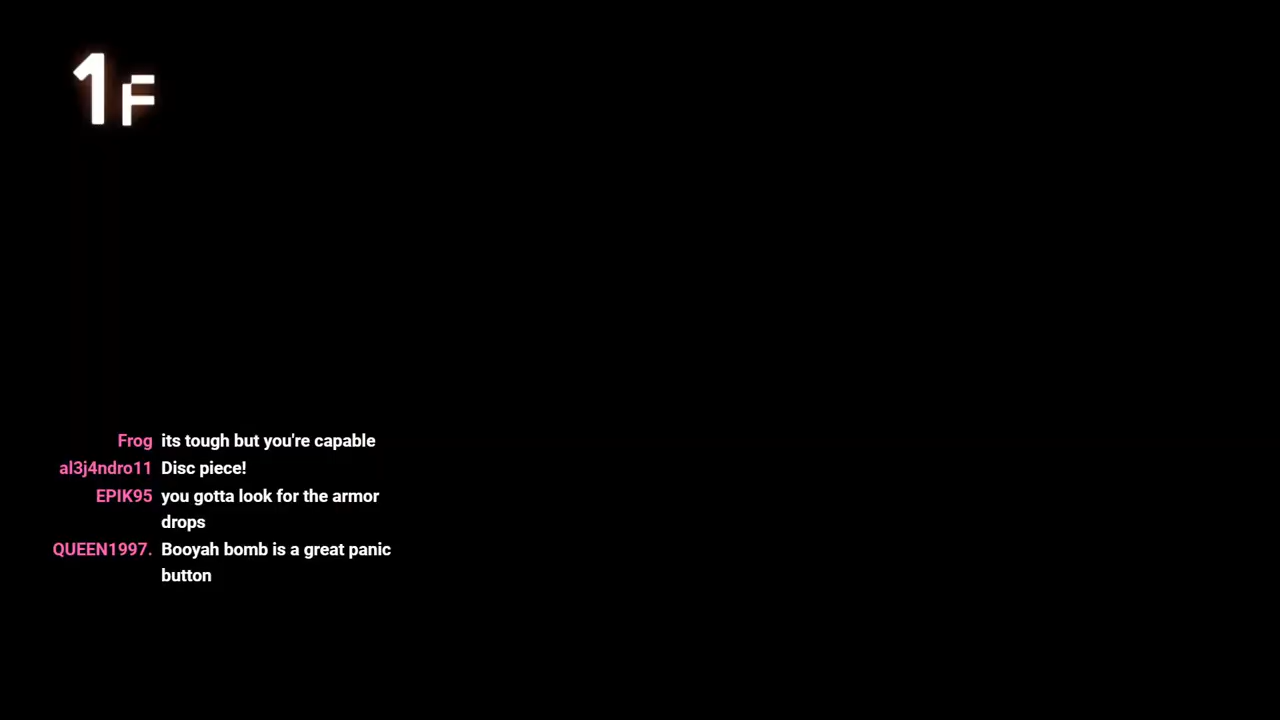 1F
Frog its tough but you're capable
al3j4ndro11 Disc piece!
EPIK95 you gotta look for the armor
drops
QUEEN1997. Booyah bomb is a great panic
button